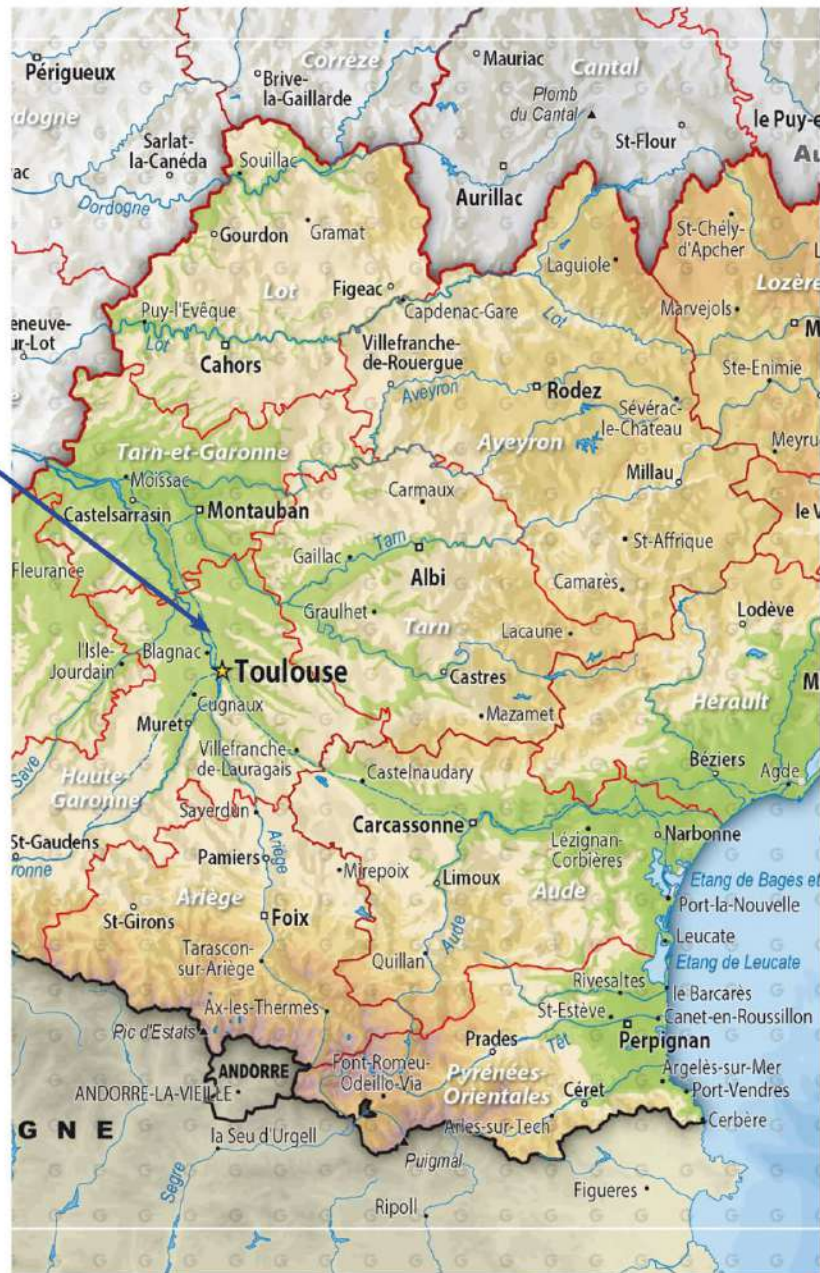 Corrèze
Mauriac
Cantal
Périgueux
Brive-
la-Gaillarde
Plomb
du Cantal
rdogne
le Puy-e
Sarlat-
la-Canéda
St-Flour
Au
ac
Souillac
Aurillac
Dordogne
Gourdon
Gramat
St-Chély-
d'Apcher
Laguiole
Lot
Figeac
Lozère
Puy-l'Evêque
Capdenac-Gare
Marvejols
eneuve-
ur-Lot
Lot
Lot
M
Cahors
Villefranche-
de-Rouergue
Ste-Enimie
Aveyron
Rodez
Sévérac-
le-Château
Tarn-et-Garonne
Aveyron
Meyru
Moissac
Millau
Castelsarrasin
Montauban
Carmaux
le V
Gaillac
Tarn
St-Affrique
Albi
Fleurance
Camarès
Graulhet
Lodève
Tarn
Lacaune
l'Isle-
Jourdain
Blagnac
Toulouse
Castres
M
Cugnaux
Hérault
Muret
Mazamet
Villefranche-
de-Lauragais
Save
Béziers
Castelnaudary
Agde
Haute-
Garonne
Saverdun
Carcassonne
St-Gaudens
Ariège
Lézignan-
Corbières
Narbonne
ronne
Pamiers
Mirepoix
Limoux
Etang de Bages et
Ariège
Aude
Port-la-Nouvelle
St-Girons
Foix
Aude
Leucate
Tarascon-
sur-Ariège
Quillan
Etang de Leucate
Rivesaltes
le Barcarès
Ax-les-Thermes
St-Estève
Canet-en-Roussillon
Pic d'Estats
Prades
Têt
Perpignan
ANDORRE
Font-Romeu-
Odeillo-Via
Pyrénées-
Orientales
Argelès-sur-Mer
ANDORRE-LA-VIEILLE
Céret
Port-Vendres
Arles-sur-Tech
Cerbère
GNE
la Seu d'Urgell
Puigmal
Segre
Figueres
Ripoll